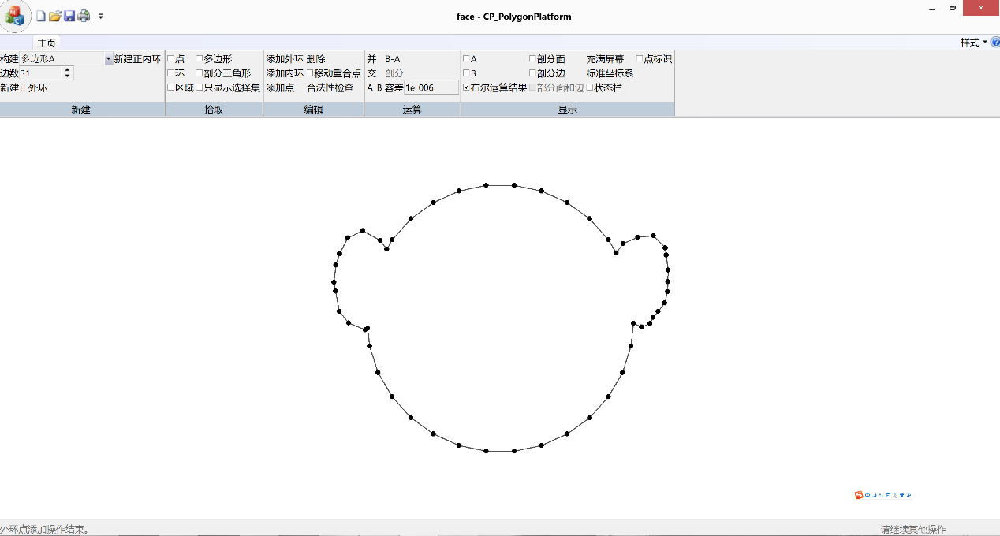 face - CP_PolygonPlatform
主页
样式
构建 多边形A 新建正内环 点 多边形 添加外环 删除 并 B-A A 剖分面 充满屏幕 点标识
边数 31 环 剖分三角形 添加内环 移动重合点 交 剖分 B 剖分边 标准坐标系
新建正外环 区域 只显示选择集 添加点 合法性检查 A B 容差 1e 006 布尔运算结果 剖分面和边 状态栏
新建 拾取 编辑 运算 显示
外环点添加操作结束。 请继续其他操作